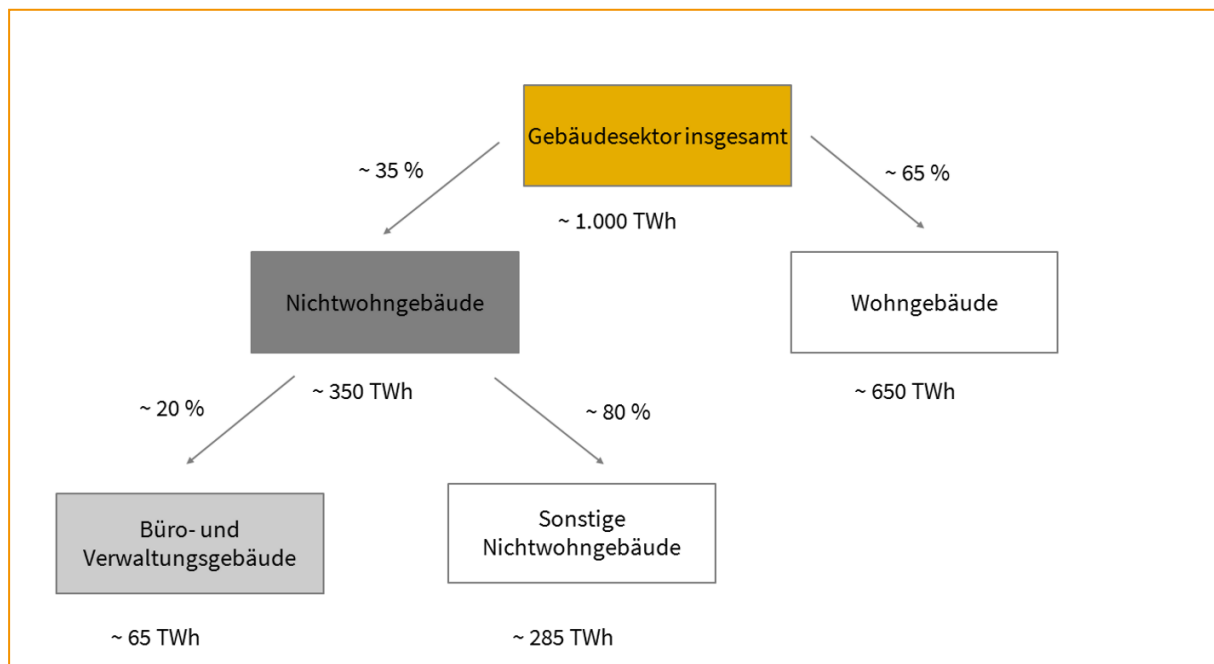 Gebäudesektor insgesamt
~ 35 %
~ 65 %
~ 1.000 TWh
Nichtwohngebäude
Wohngebäude
~ 350 TWh
~ 650 TWh
~ 20 %
~ 80 %
Büro- und
Verwaltungsgebäude
Sonstige
Nichtwohngebäude
~ 65 TWh
~ 285 TWh